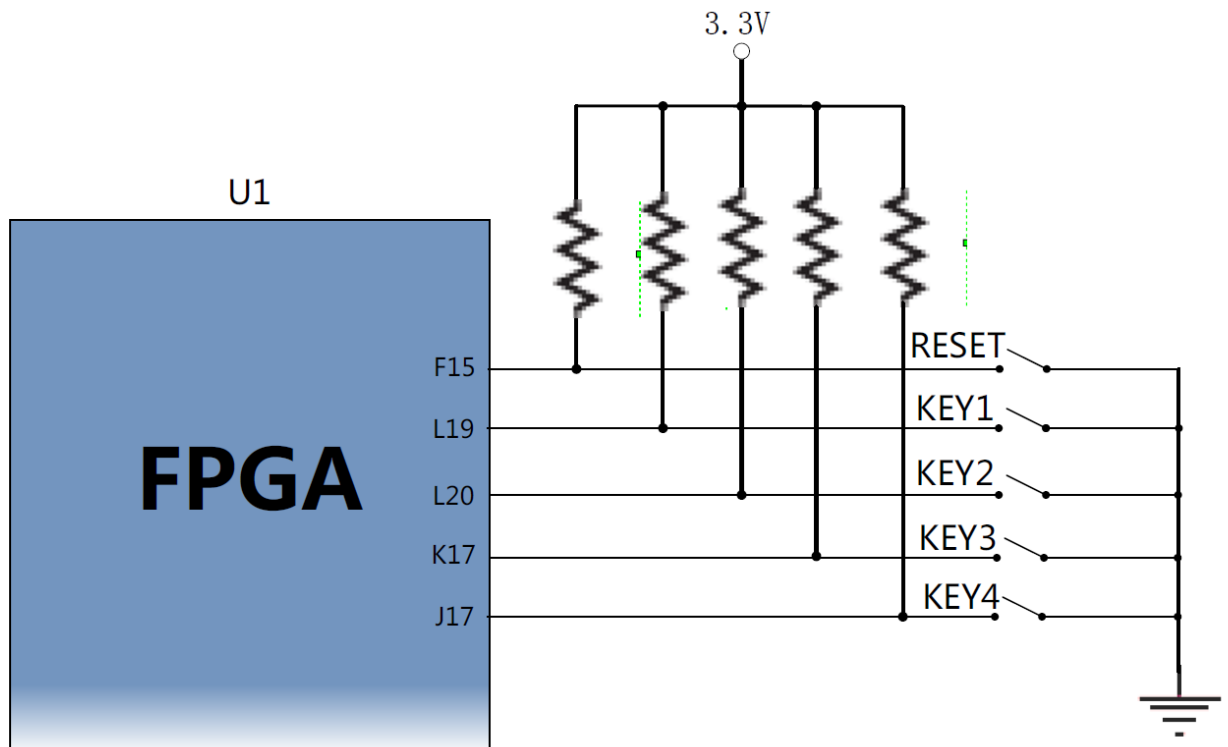 3.3V
U1
FPGA
F15
L19
L20
K17
J17
RESET
KEY1
KEY2
KEY3
KEY4